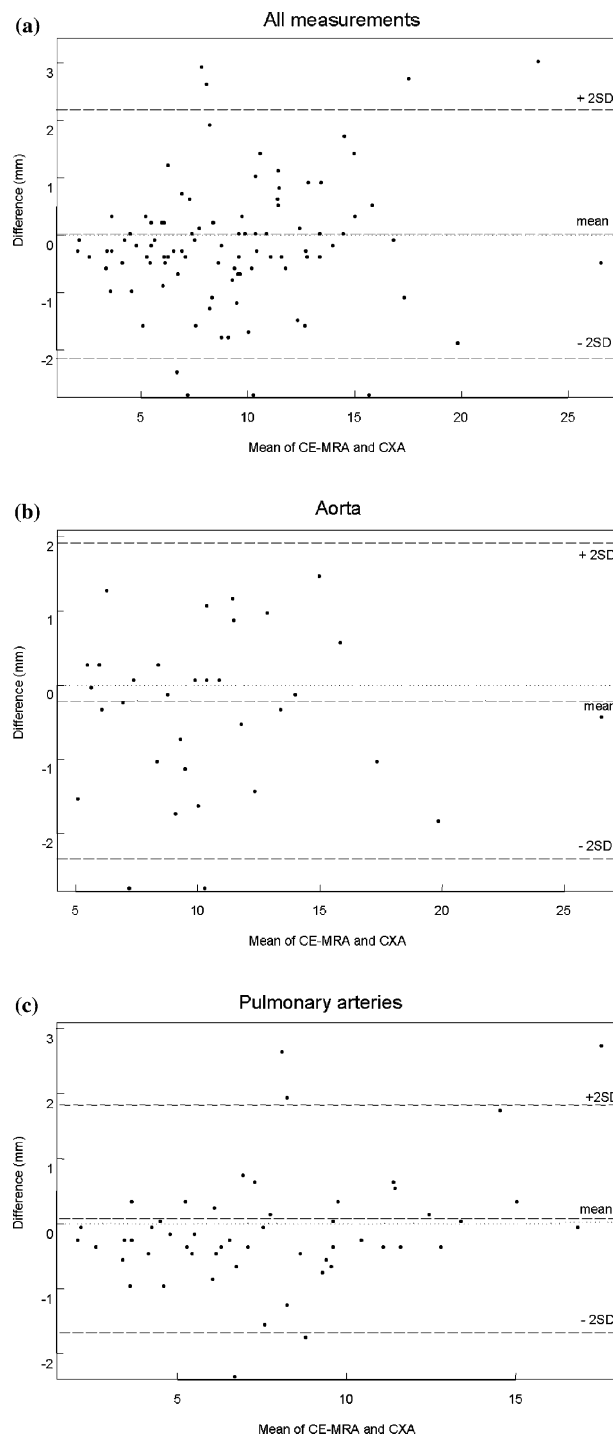 (a)
All measurements
3
2
1
0
-1
-2
Difference (mm)
+ 2SD
mean
- 2SD
5
10
15
20
25
Mean of CE-MRA and CXA
(b)
Aorta
2
1
0
-1
-2
Difference (mm)
+ 2SD
mean
- 2SD
5
10
15
20
25
Mean of CE-MRA and CXA
(c)
Pulmonary arteries
3
2
1
0
-1
-2
Difference (mm)
+2SD
mean
- 2SD
5
10
15
Mean of CE-MRA and CXA